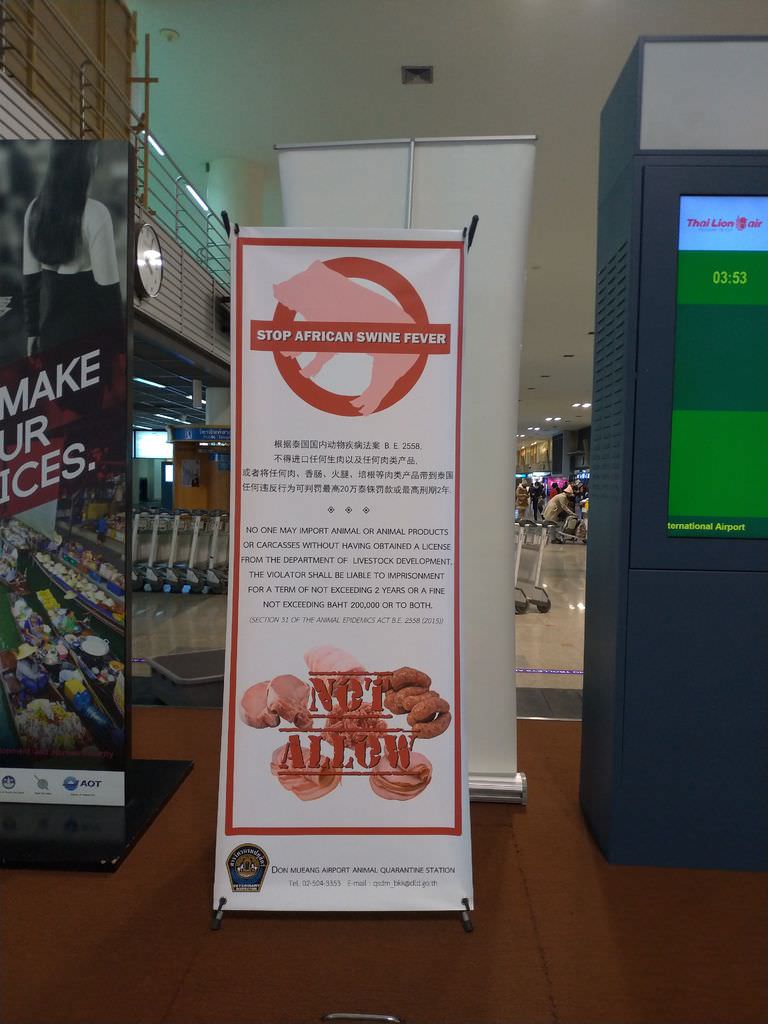 MAKE
UR
ICES.
AOT
STOP AFRICAN SWINE FEVER
根据泰国国内动物疾病法案 B.E. 2558,
不得进口任何生肉以及任何肉类产品,
或者将任何肉、香肠、火腿、培根等肉类产品带到泰国
任何违反行为可判罚最高20万泰铢罚款或最高刑期2年.
NO ONE MAY IMPORT ANIMAL OR ANIMAL PRODUCTS
OR CARCASSES WITHOUT HAVING OBTAINED A LICENSE
FROM THE DEPARTMENT OF LIVESTOCK DEVELOPMENT,
THE VIOLATOR SHALL BE LIABLE TO IMPRISONMENT
FOR A TERM OF NOT EXCEEDING 2 YEARS OR A FINE
NOT EXCEEDING BAHT 200,000 OR TO BOTH.
(SECTION 31 OF THE ANIMAL EPIDEMICS ACT B.E. 2558 (2015))
NOT
ALLOW
DON MUEANG AIRPORT ANIMAL QUARANTINE STATION
Tel. 02-504-3353 E-mail : qsdm_bkk@dld.go.th
Thai Lion air
03:53
ternational Airport